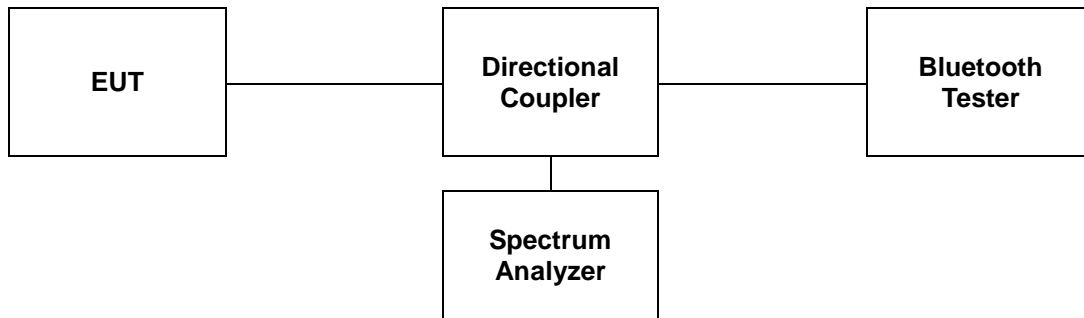 EUT
Directional
Coupler
Bluetooth
Tester
Spectrum
Analyzer